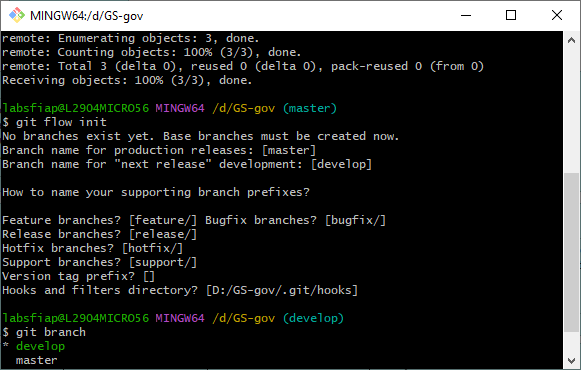 MINGW64:/d/GS-gov
remote: Enumerating objects: 3, done.
remote: Counting objects: 100% (3/3), done.
remote: Total 3 (delta 0), reused 0 (delta 0), pack-reused 0 (from 0)
Receiving objects: 100% (3/3), done.
labsfiap@L2904MICRO56 MINGW64 /d/GS-gov (master)
$ git flow init
No branches exist yet. Base branches must be created now.
Branch name for production releases: [master]
Branch name for "next release" development: [develop]
How to name your supporting branch prefixes?
Feature branches? [feature/] Bugfix branches? [bugfix/]
Release branches? [release/]
Hotfix branches? [hotfix/]
Support branches? [support/]
Version tag prefix? []
Hooks and filters directory? [D:/GS-gov/.git/hooks]
labsfiap@L2904MICRO56 MINGW64 /d/GS-gov (develop)
$ git branch
* develop
master